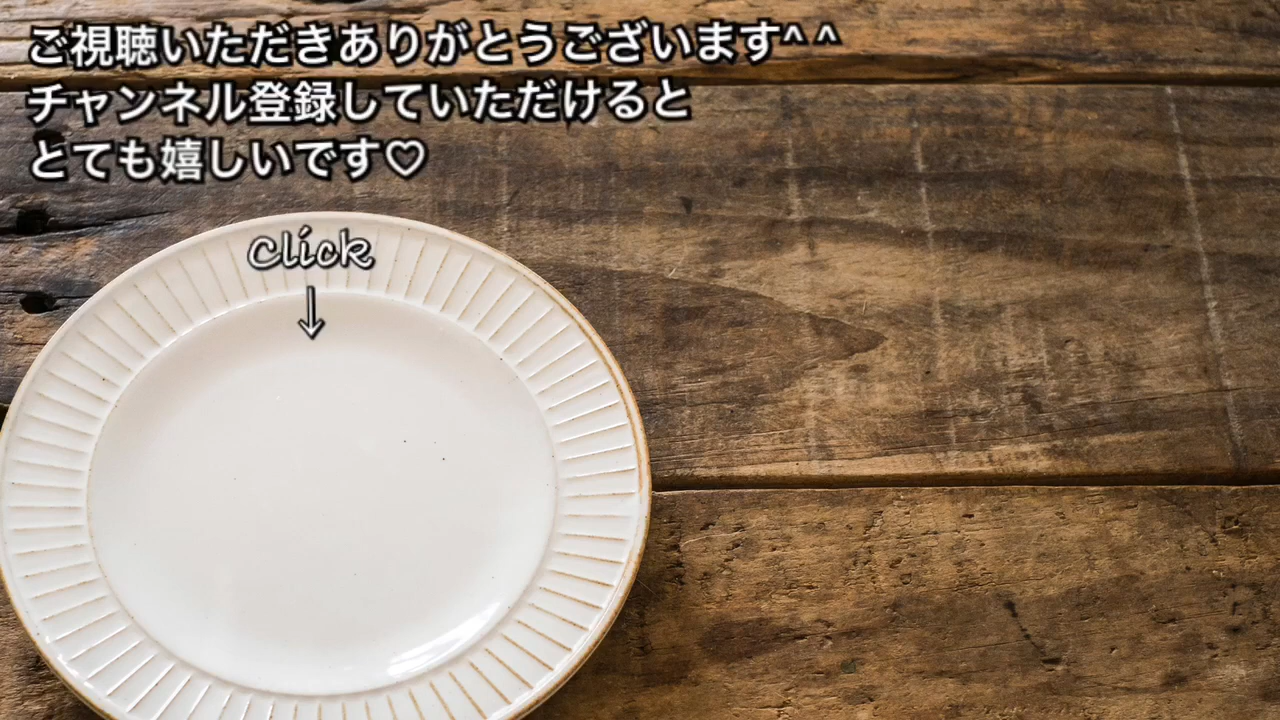 ご視聴いただきありがとうございます^ ^
チャンネル登録していただけると
とても嬉しいです♡
Click
↓